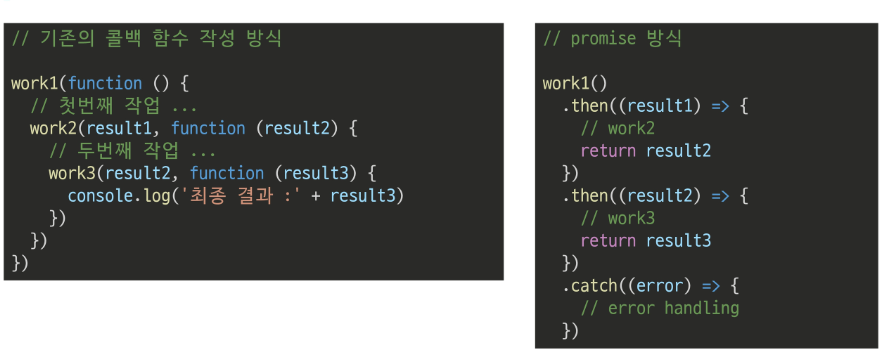 // 기존의 콜백 함수 작성 방식
work1(function () {
  // 첫번째 작업 ...
  work2(result1, function (result2) {
    // 두번째 작업 ...
    work3(result2, function (result3) {
      console.log('최종 결과 :' + result3)
    })
  })
})
// promise 방식
work1()
  .then((result1) => {
    // work2
    return result2
  })
  .then((result2) => {
    // work3
    return result3
  })
  .catch((error) => {
    // error handling
  })